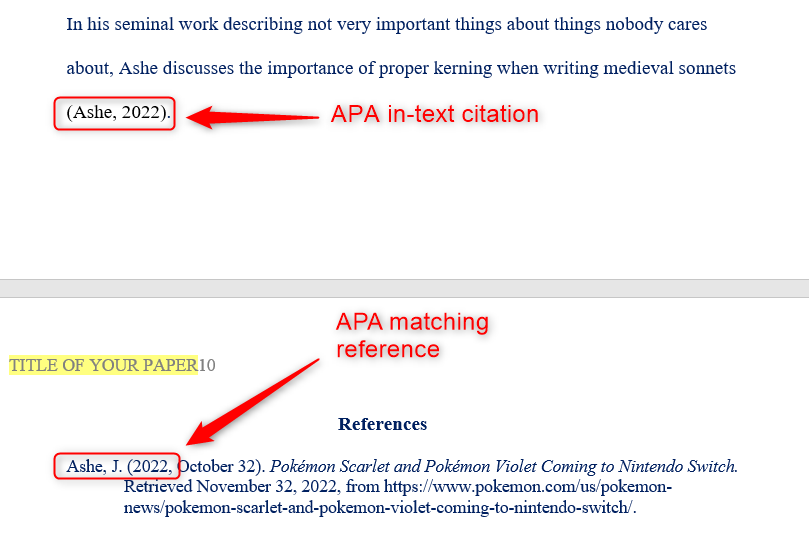 In his seminal work describing not very important things about things nobody cares
about, Ashe discusses the importance of proper kerning when writing medieval sonnets
(Ashe, 2022).
APA in-text citation
APA matching
reference
TITLE OF YOUR PAPER10
References
Ashe, J. (2022, October 32). Pokémon Scarlet and Pokémon Violet Coming to Nintendo Switch.
Retrieved November 32, 2022, from https://www.pokemon.com/us/pokemon-
news/pokemon-scarlet-and-pokemon-violet-coming-to-nintendo-switch/.